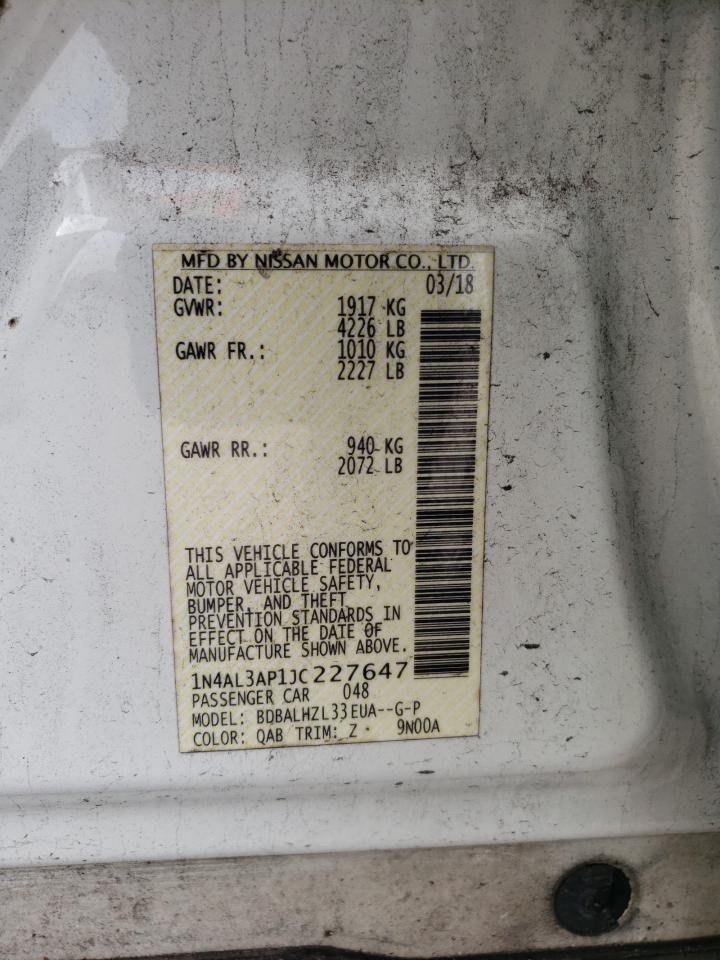 MFD BY NISSAN MOTOR CO., LTD.
DATE: 03/18
GVWR: 1917 KG
4226 LB
GAWR FR.: 1010 KG
2227 LB
GAWR RR.: 940 KG
2072 LB
THIS VEHICLE CONFORMS TO
ALL APPLICABLE FEDERAL
MOTOR VEHICLE SAFETY,
BUMPER, AND THEFT
PREVENTION STANDARDS IN
EFFECT ON THE DATE OF
MANUFACTURE SHOWN ABOVE.
1N4AL3AP1JC227647
PASSENGER CAR 048
MODEL: BDBALHZL33EUA--G-P
COLOR: QAB TRIM: Z 9N00A